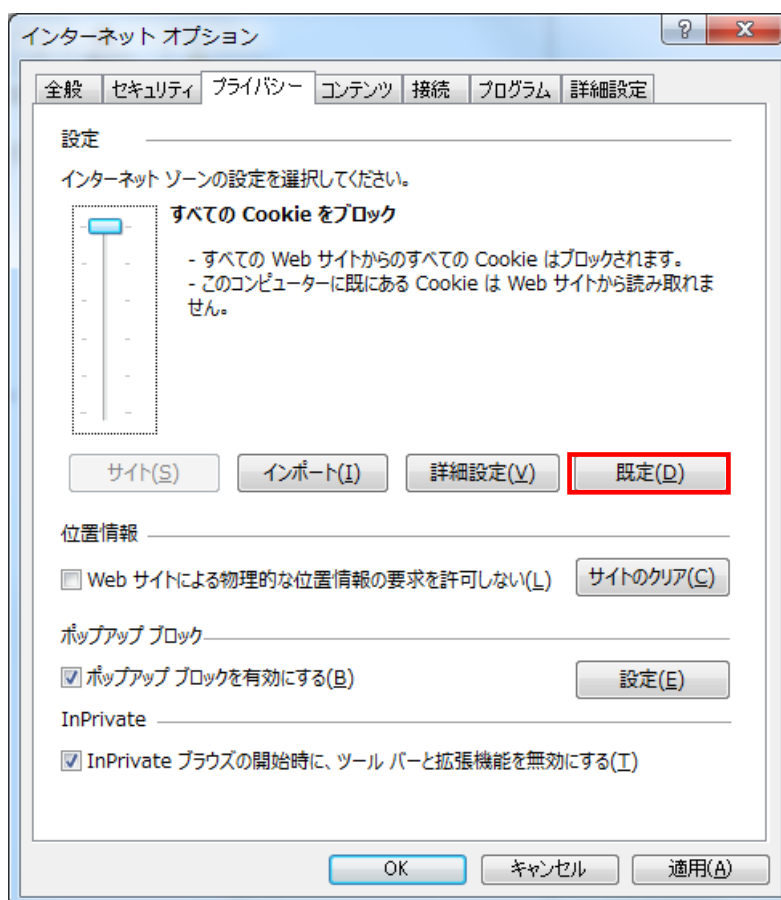 インターネット オプション
全般 セキュリティ プライバシー コンテンツ 接続 プログラム 詳細設定
設定
インターネット ゾーンの設定を選択してください。
すべての Cookie をブロック
- すべての Web サイトからのすべての Cookie はブロックされます。
- このコンピューターに既にある Cookie は Web サイトから読み取れま
せん。
サイト(S) インポート(I) 詳細設定(V) 既定(D)
位置情報
Web サイトによる物理的な位置情報の要求を許可しない(L) サイトのクリア(C)
ポップアップ ブロック
ポップアップ ブロックを有効にする(B) 設定(E)
InPrivate
InPrivate ブラウズの開始時に、ツール バーと拡張機能を無効にする(T)
OK キャンセル 適用(A)